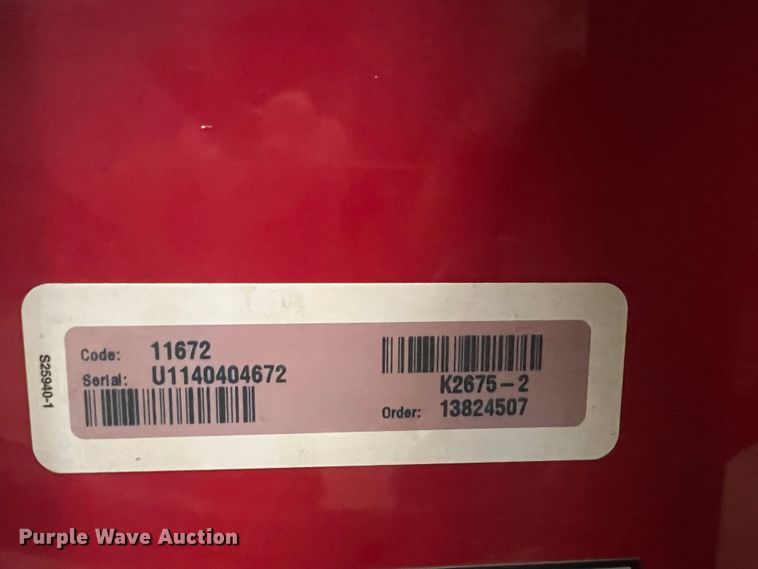 S25940-1
Code: 11672
Serial: U1140404672
K2675-2
Order: 13824507
Purple Wave Auction